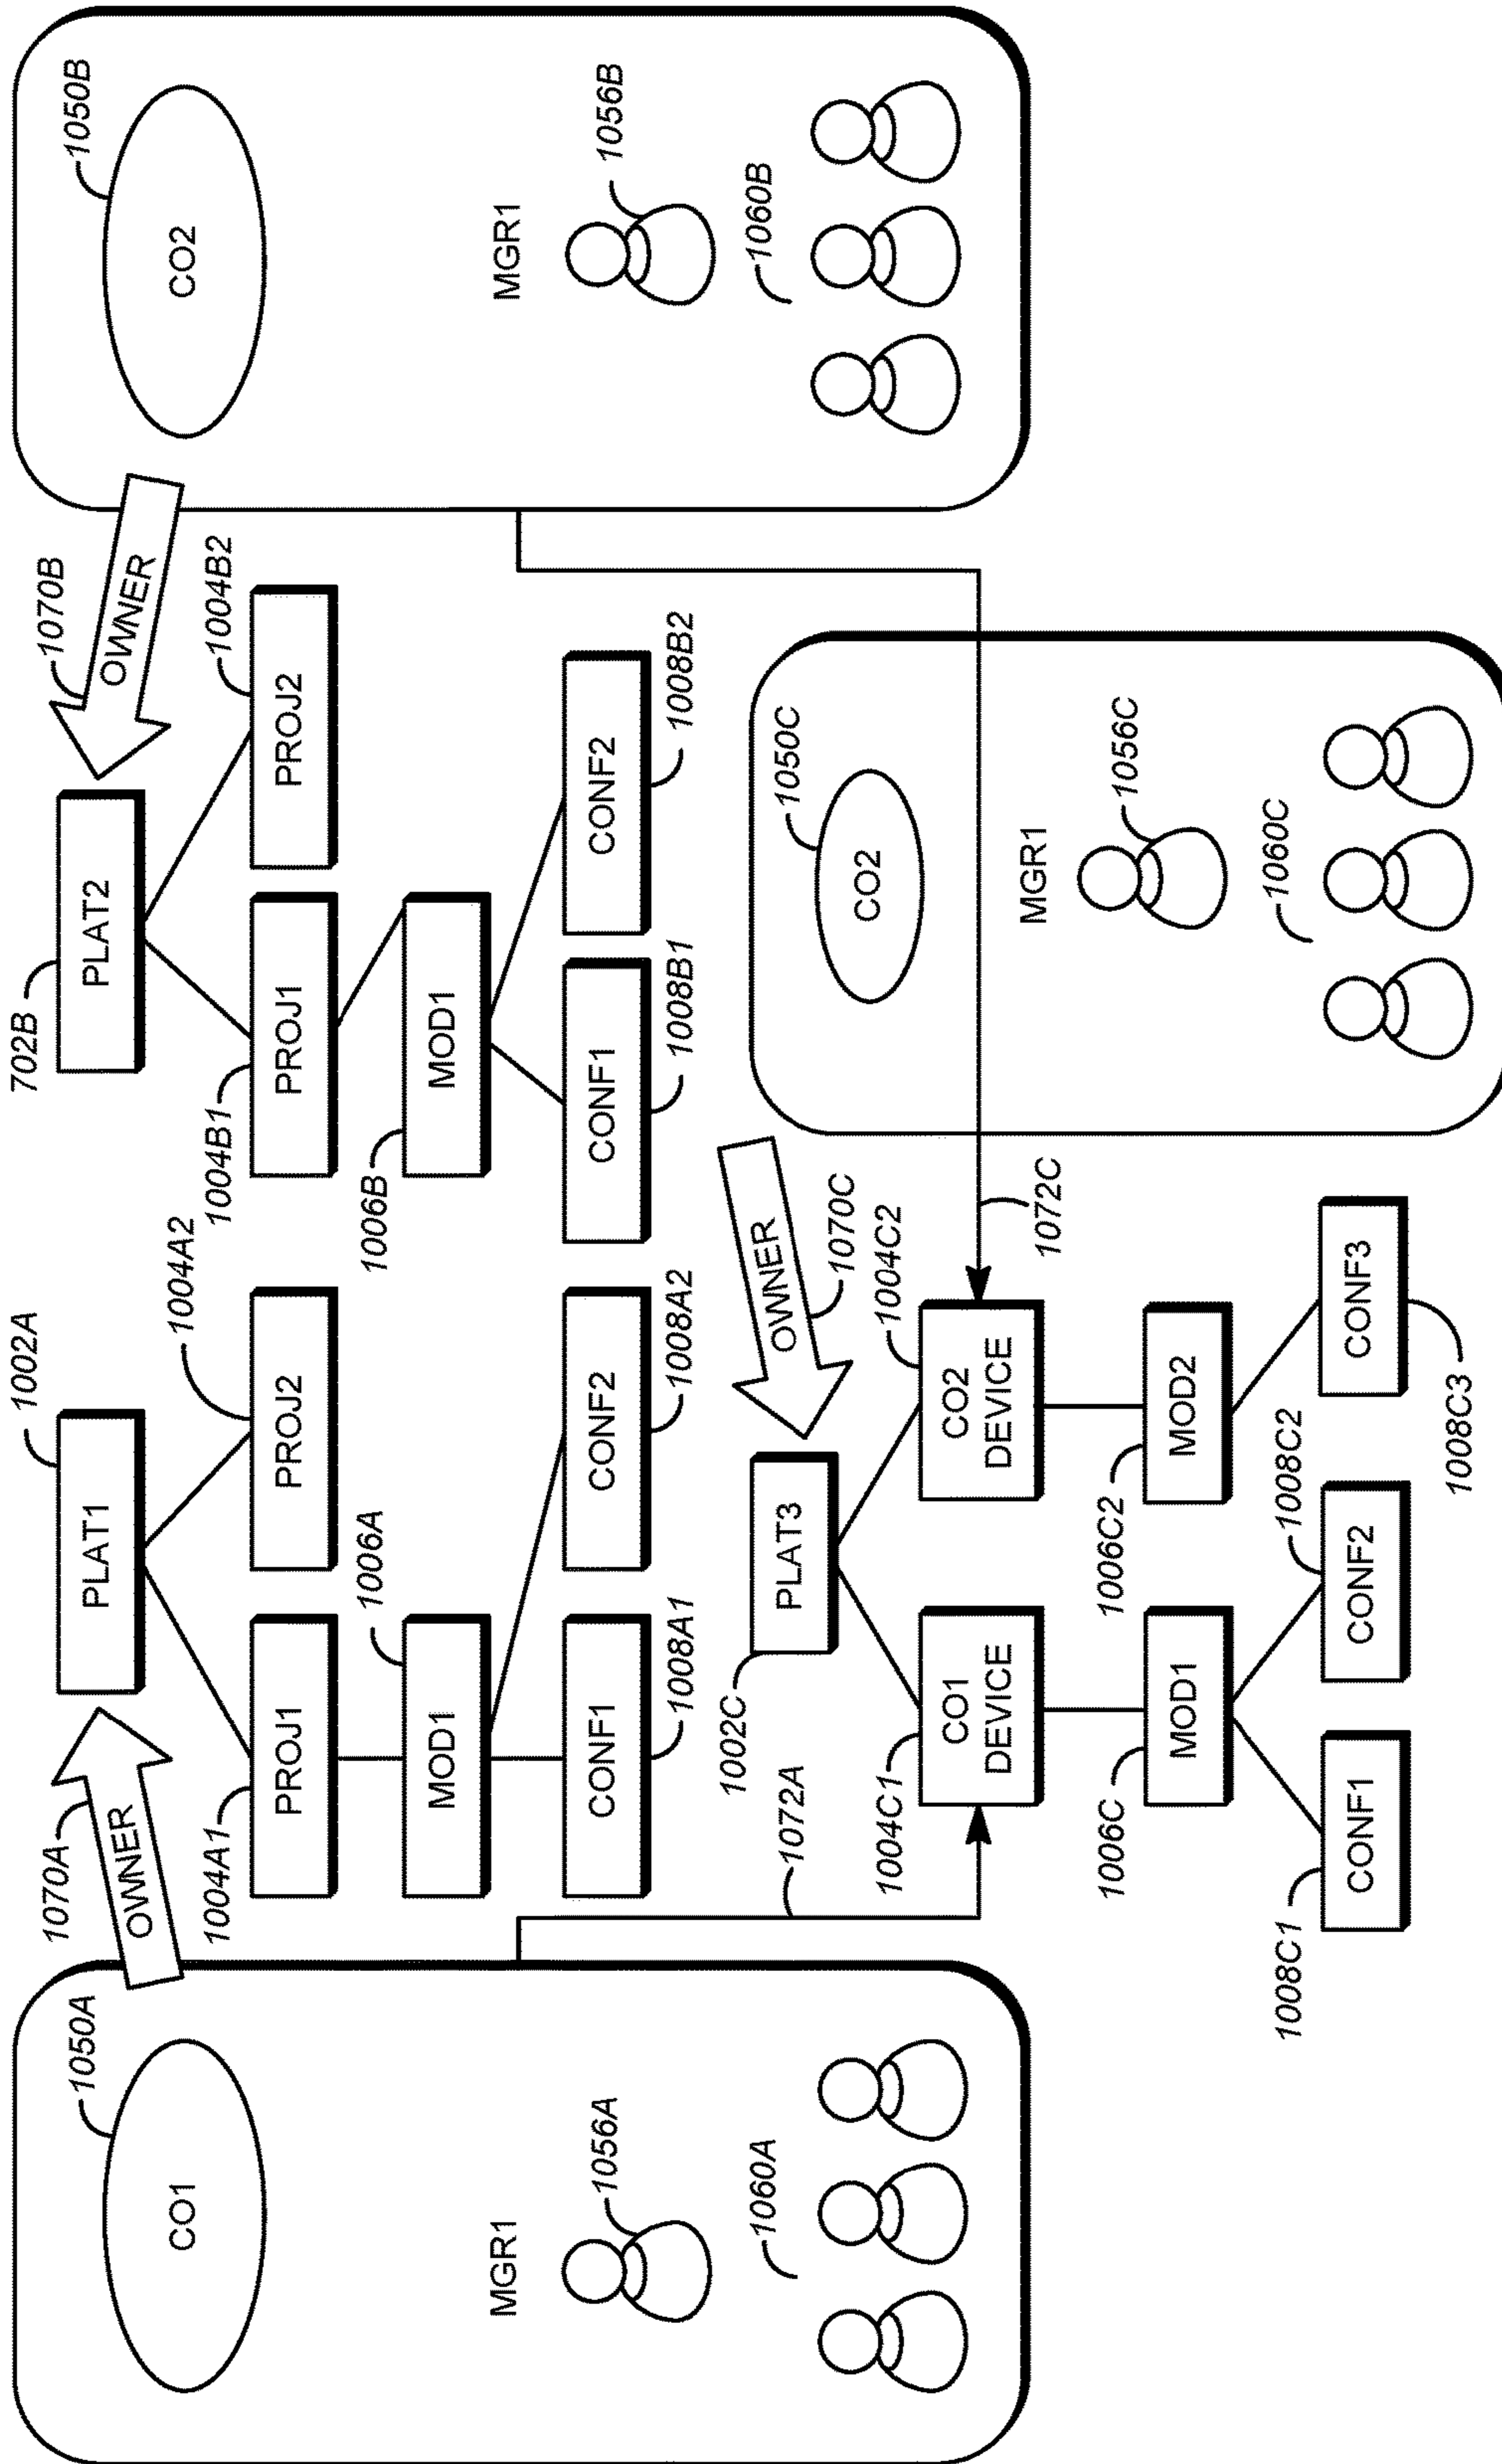 1050A
CO1
MGR1
1056A
1060A
1070A
OWNER
1002A
PLAT1
1004A1
PROJ1
1004A2
PROJ2
1006A
MOD1
CONF1
1008A1
CONF2
1008A2
702B
PLAT2
1004B1
PROJ1
PROJ2
1004B2
1006B
MOD1
CONF1
1008B1
CONF2
1008B2
1070B
OWNER
1050B
CO2
MGR1
1056B
1060B
1072A
1002C
PLAT3
OWNER
1070C
1004C1
CO1
DEVICE
1004C2
CO2
DEVICE
1072C
1006C
MOD1
1006C2
MOD2
1008C1
CONF1
1008C2
CONF2
CONF3
1008C3
1050C
CO2
MGR1
1056C
1060C